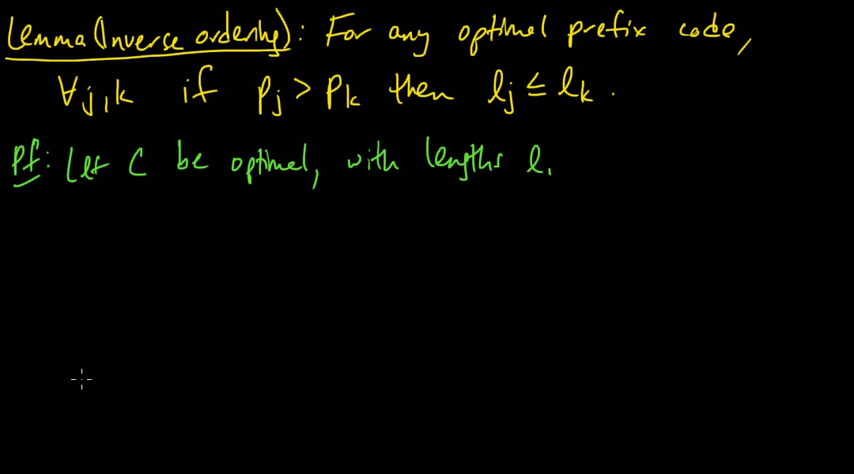 Lemma (Inverse ordering): For any optimal prefix code,
∀j,k if pj > pk then lj ≤ lk.
Pf: Let C be optimal, with lengths l,